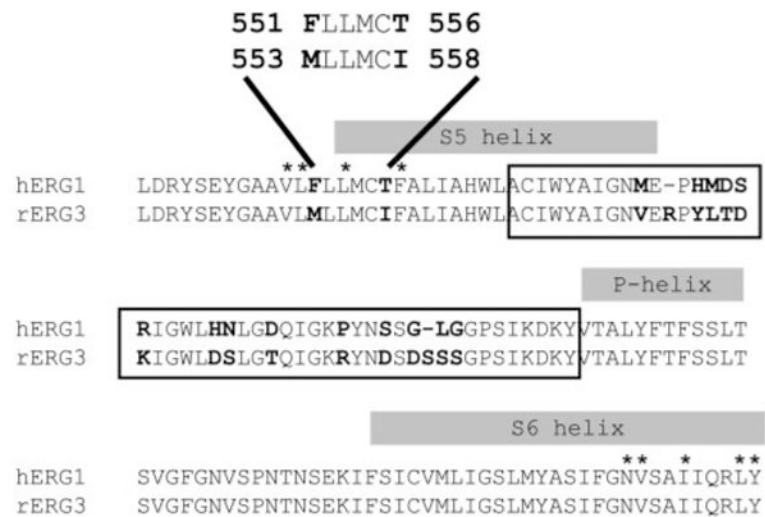 551 FLLMCT 556
553 MLLMCI 558
S5 helix
** * *
hERG1 LDRYSEYGAAVLFLLMCTFALIAHWLACIWYAIGNME-PHMDS
rERG3 LDRYSEYGAAVLMLLMCIFALIAHWLACIWYAIGNVERPYLTD
P-helix
hERG1 RIGWLHNLGDQIGKPYNSSG-LGGPSIKDKYVTALYFTFSSLT
rERG3 KIGWLDSLGTQIGKRYNDSDSSSGPSIKDKYVTALYFTFSSLT
S6 helix
** * **
hERG1 SVGFGNVSPNTNSEKIFSICVMLIGSLMYASIFGNVSAIIQRLY
rERG3 SVGFGNVSPNTNSEKIFSICVMLIGSLMYASIFGNVSAIIQRLY